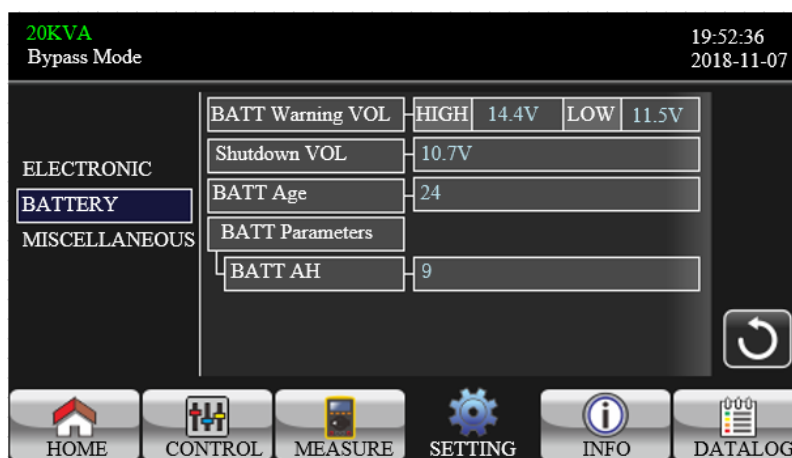 20KVA
Bypass Mode
19:52:36
2018-11-07
ELECTRONIC
BATTERY
MISCELLANEOUS
BATT Warning VOL HIGH 14.4V LOW 11.5V
Shutdown VOL 10.7V
BATT Age 24
BATT Parameters
BATT AH 9
HOME CONTROL MEASURE SETTING INFO DATALOG